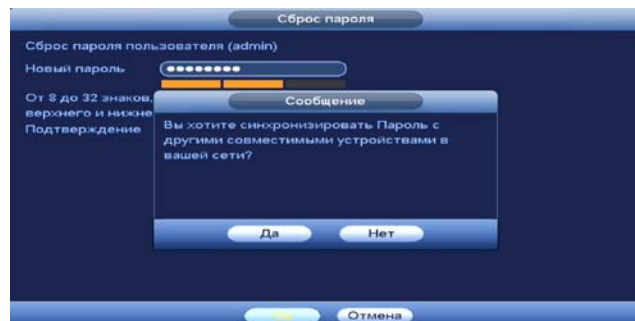 Сброс пароля
Сброс пароля пользователя (admin)
Новый пароль
От 8 до 32 знаков,
верхнего и нижне
Подтверждение
Сообщение
Вы хотите синхронизировать Пароль с
другими совместимыми устройствами в
вашей сети?
Да Нет
Отмена